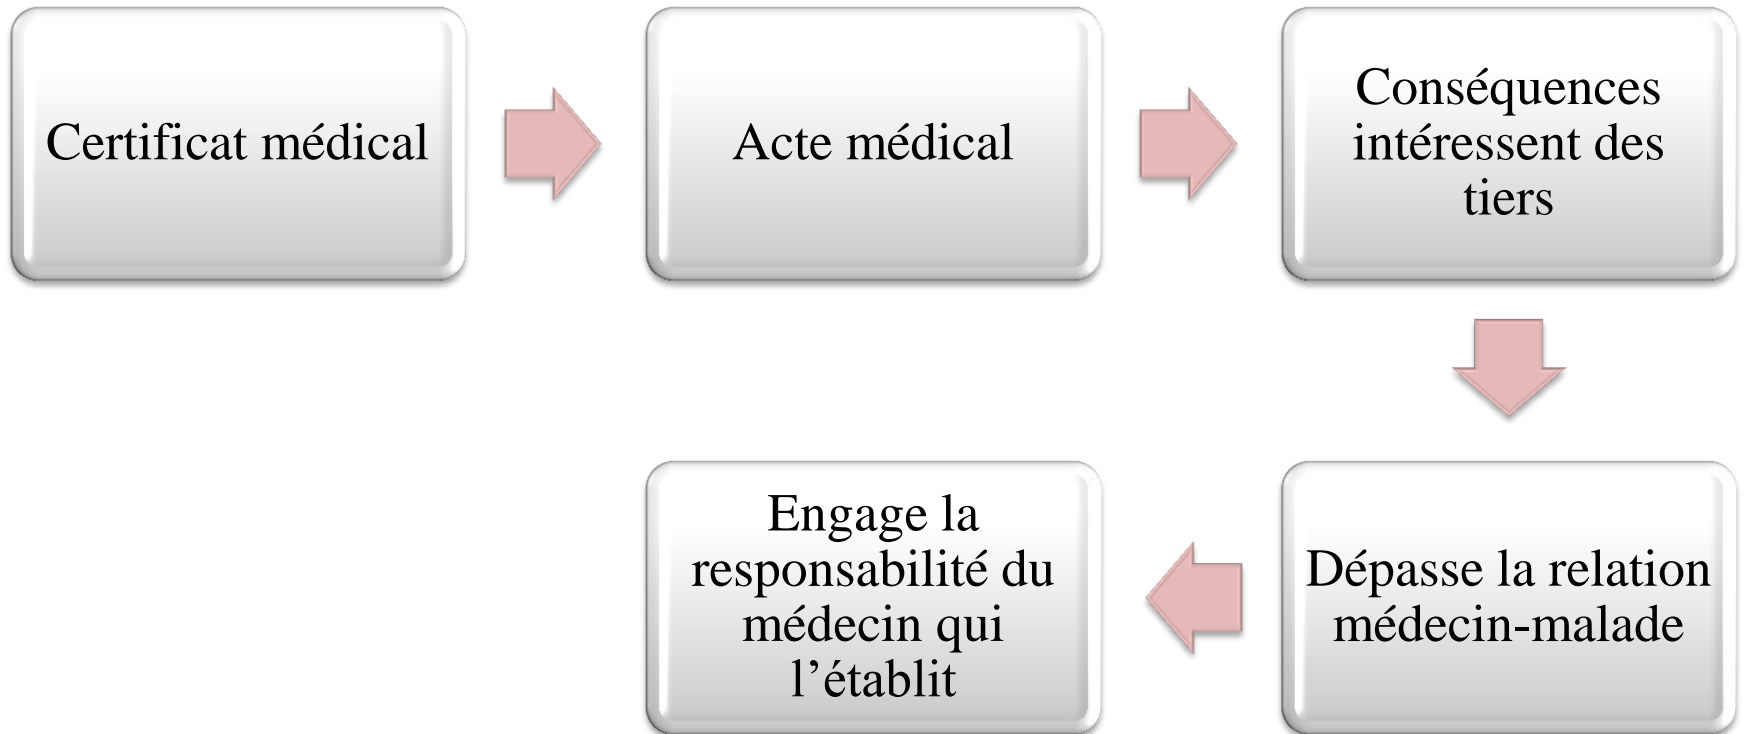 Certificat médical
Acte médical
Conséquences
intéressent des
tiers
Dépasse la relation
médecin-malade
Engage la
responsabilité du
médecin qui
l’établit